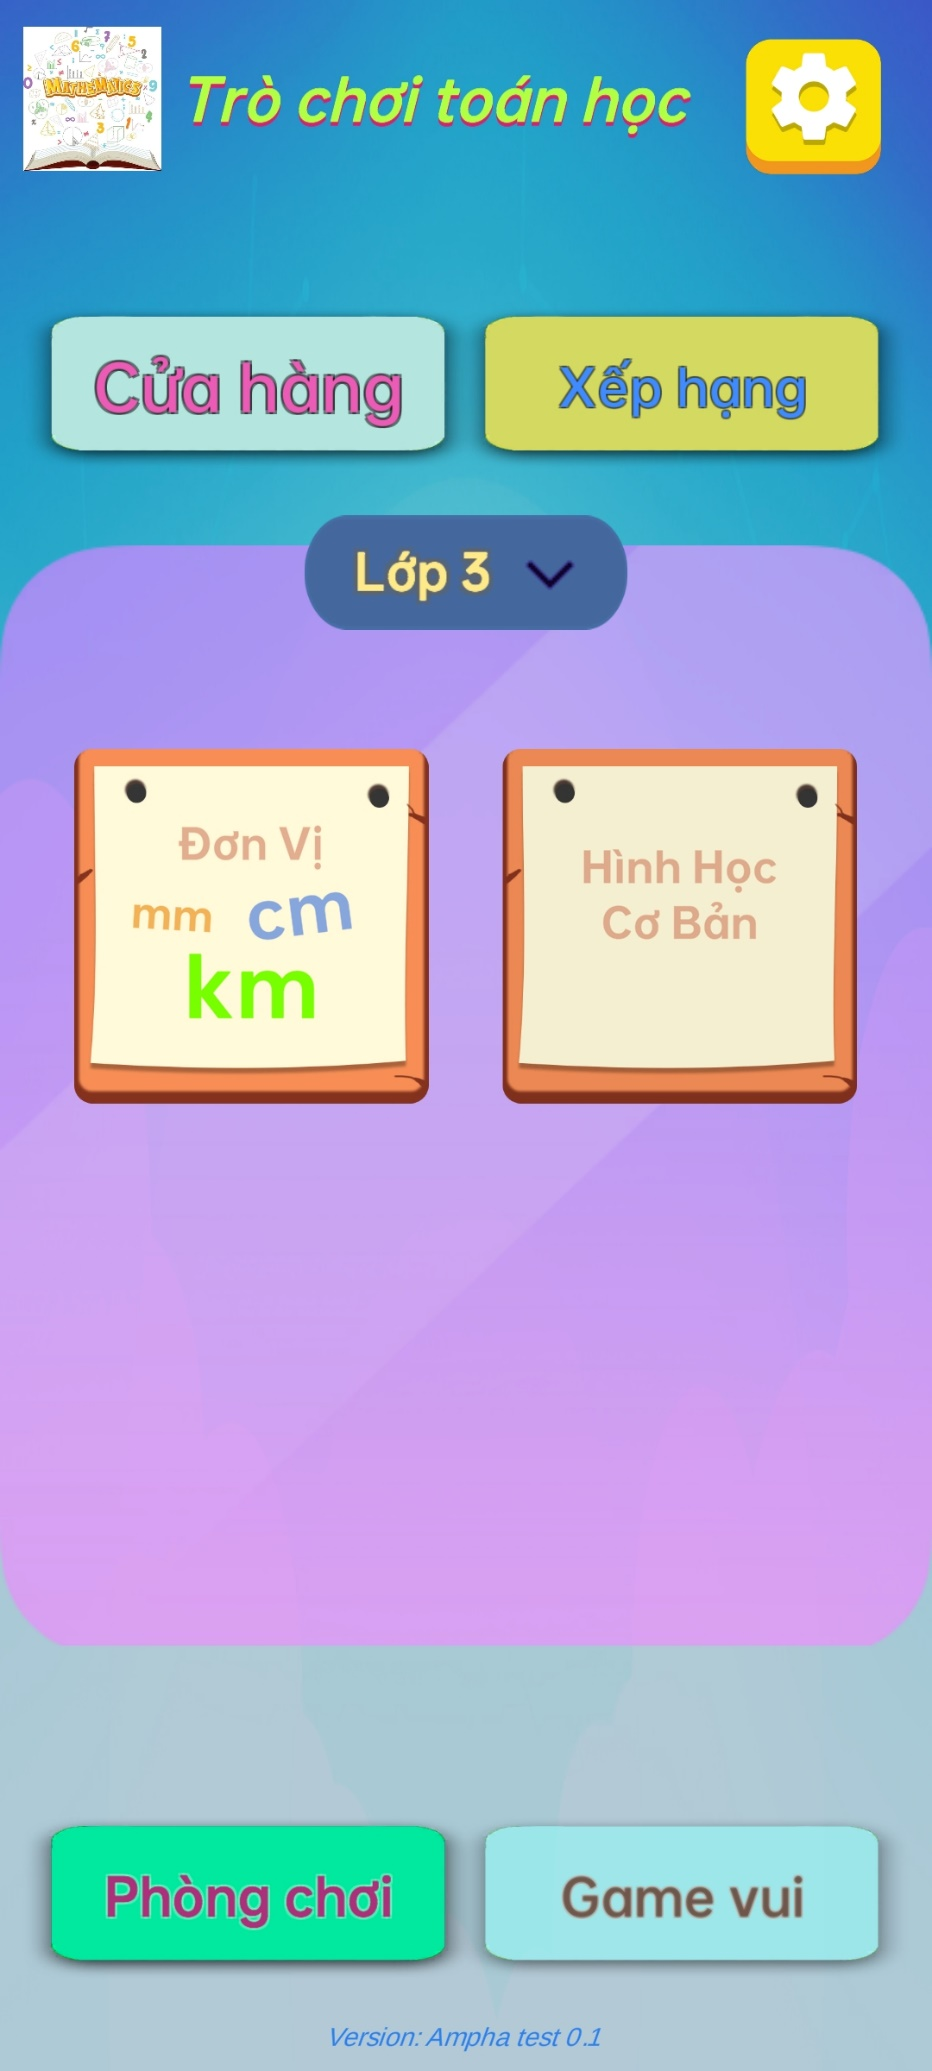 MATHEMATICS
Trò chơi toán học
Cửa hàng
Xếp hạng
Lớp 3
Đơn Vị
mm cm
km
Hình Học
Cơ Bản
Phòng chơi
Game vui
Version: Ampha test 0.1